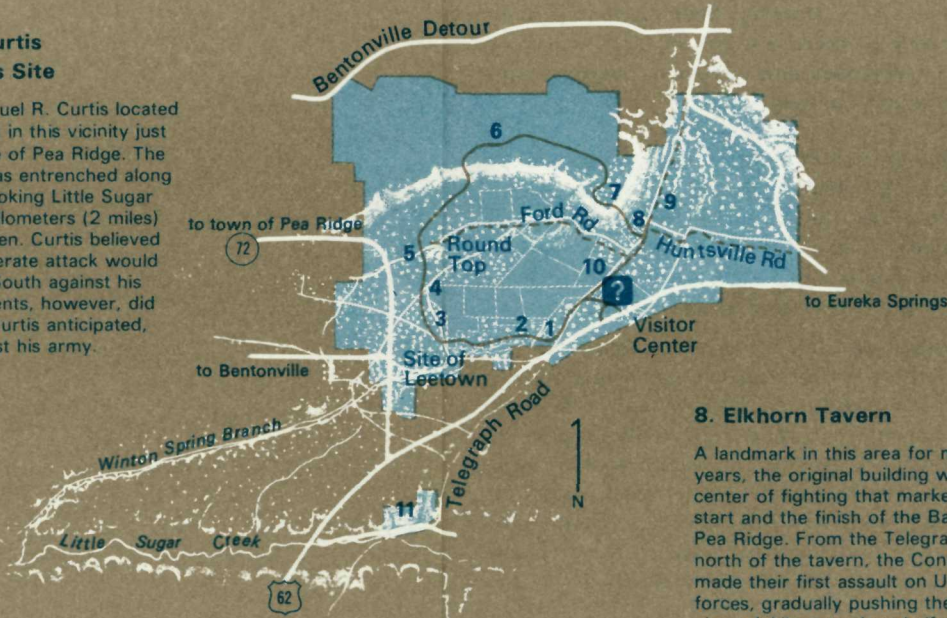 urtis
s Site
uel R. Curtis located
in this vicinity just
e of Pea Ridge. The
as entrenched along
oking Little Sugar
lometers (2 miles)
en. Curtis believed
erate attack would
outh against his
ents, however, did
urtis anticipated,
st his army.
Bentonville Detour
6
7
9
8
to town of Pea Ridge
72
Ford Rd
Huntsville Rd
5
Round
Top
10
?
4
to Eureka Springs
3
2
1
Visitor
Center
to Bentonville
Site of
Leetown
Telegraph Road
Winton Spring Branch
N
11
Little Sugar Creek
62
8. Elkhorn Tavern
A landmark in this area for m
years, the original building w
center of fighting that marke
start and the finish of the Ba
Pea Ridge. From the Telegra
north of the tavern, the Con
made their first assault on U
forces, gradually pushing the